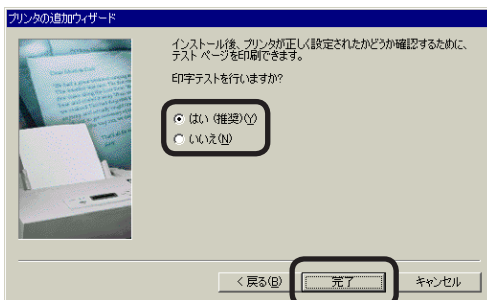 プリンタの追加ウィザード
インストール後、プリンタが正しく設定されたかどうか確認するために、
テスト ページを印刷できます。
印字テストを行いますか?
はい (推奨)(Y)
いいえ(N)
< 戻る(B)
完了
キャンセル